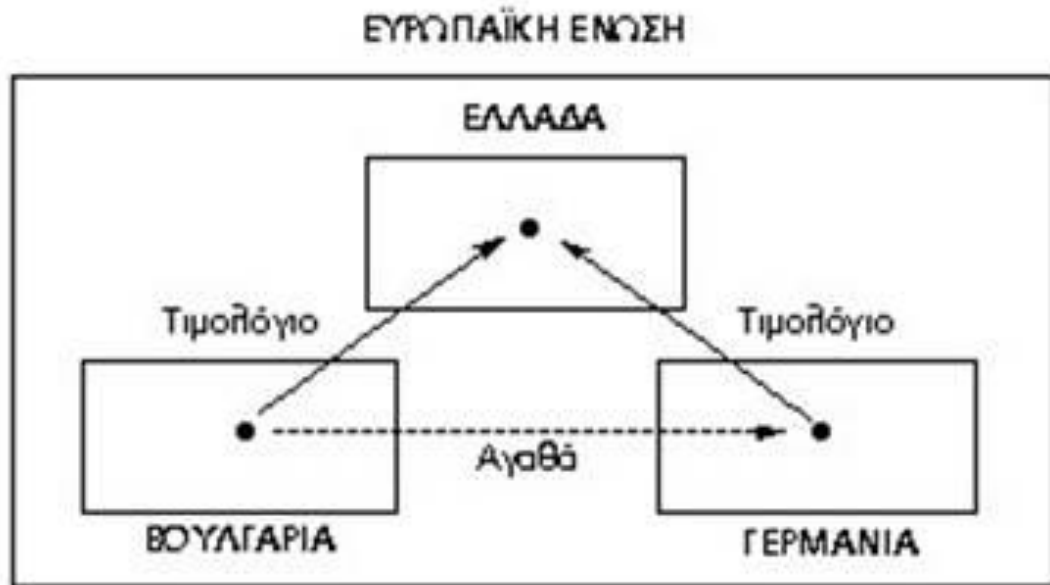 ΕΥΡΩΠΑΪΚΗ ΕΝΩΣΗ
ΕΛΛΑΔΑ
Τιμολόγιο
Τιμολόγιο
Αγαθά
ΒΟΥΛΓΑΡΙΑ
ΓΕΡΜΑΝΙΑ